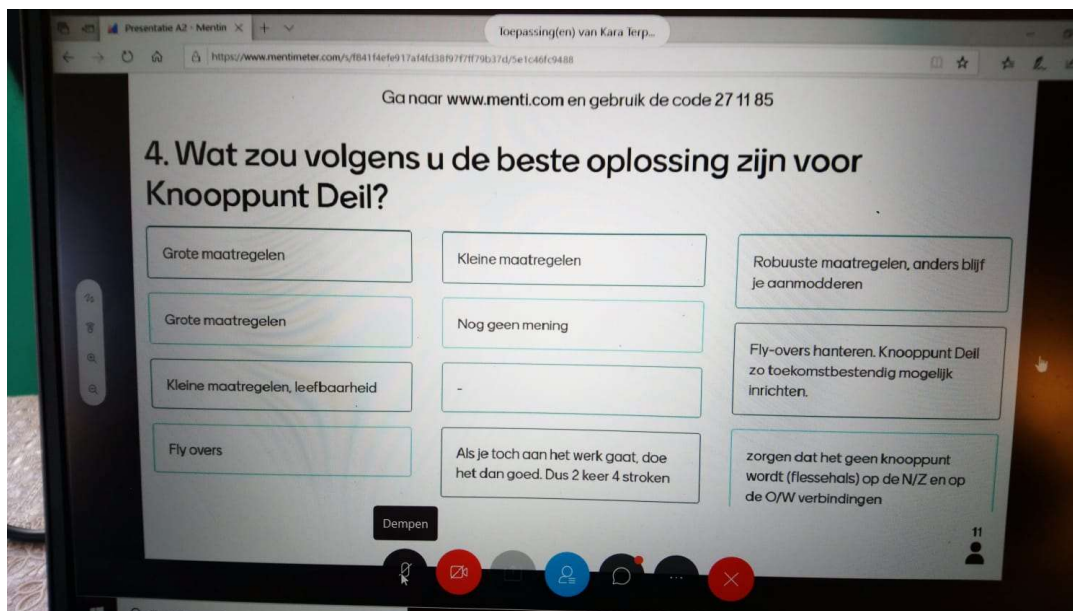 Presentatie A2 - Mentin
Toepassing(en) van Kara Terp...
Ga naar www.menti.com en gebruik de code 27 11 85
4. Wat zou volgens u de beste oplossing zijn voor
Knooppunt Deil?
Grote maatregelen
Grote maatregelen
Kleine maatregelen, leefbaarheid
Fly overs
Kleine maatregelen
Nog geen mening
-
Als je toch aan het werk gaat, doe
het dan goed. Dus 2 keer 4 stroken
Robuuste maatregelen, anders blijf
je aanmodderen
Fly-overs hanteren. Knooppunt Deil
zo toekomstbestendig mogelijk
inrichten.
zorgen dat het geen knooppunt
wordt (flessehals) op de N/Z en op
de O/W verbindingen
11
Dempen